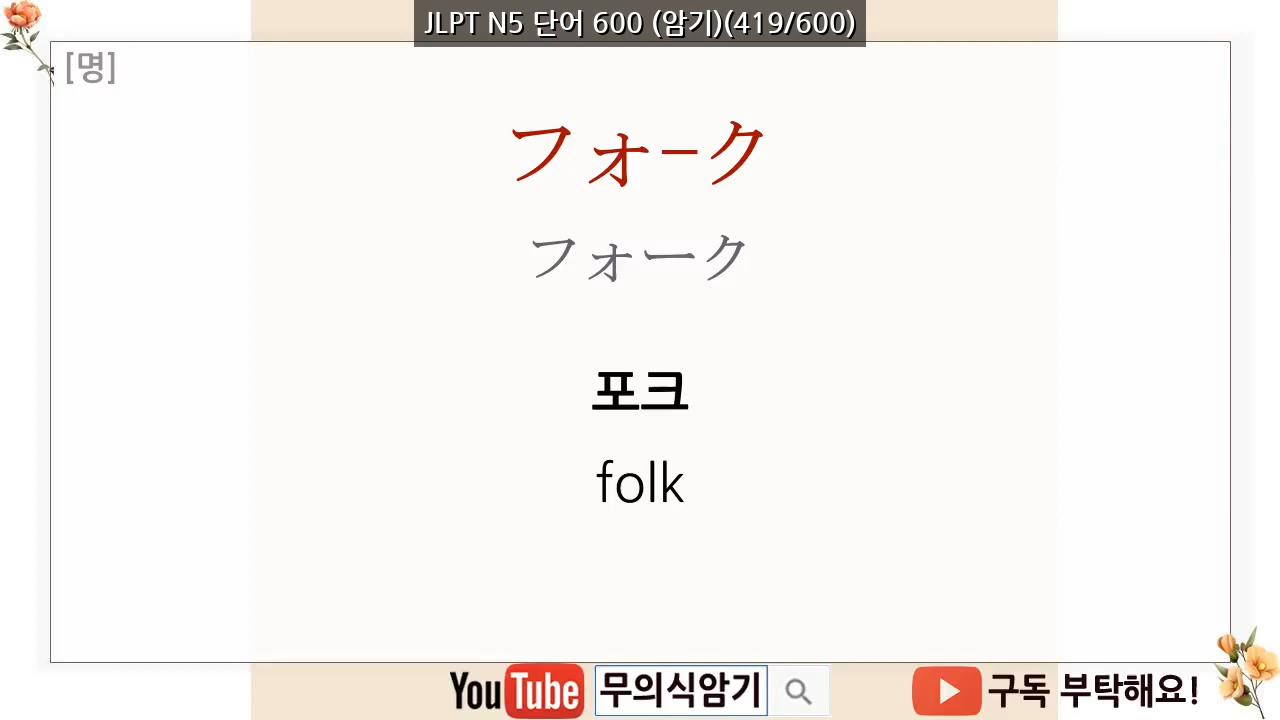 JLPT N5 단어 600 (암기)(419/600)
[명]
フォ-ク
フォーク
포크
folk
YouTube 무의식암기 구독 부탁해요!